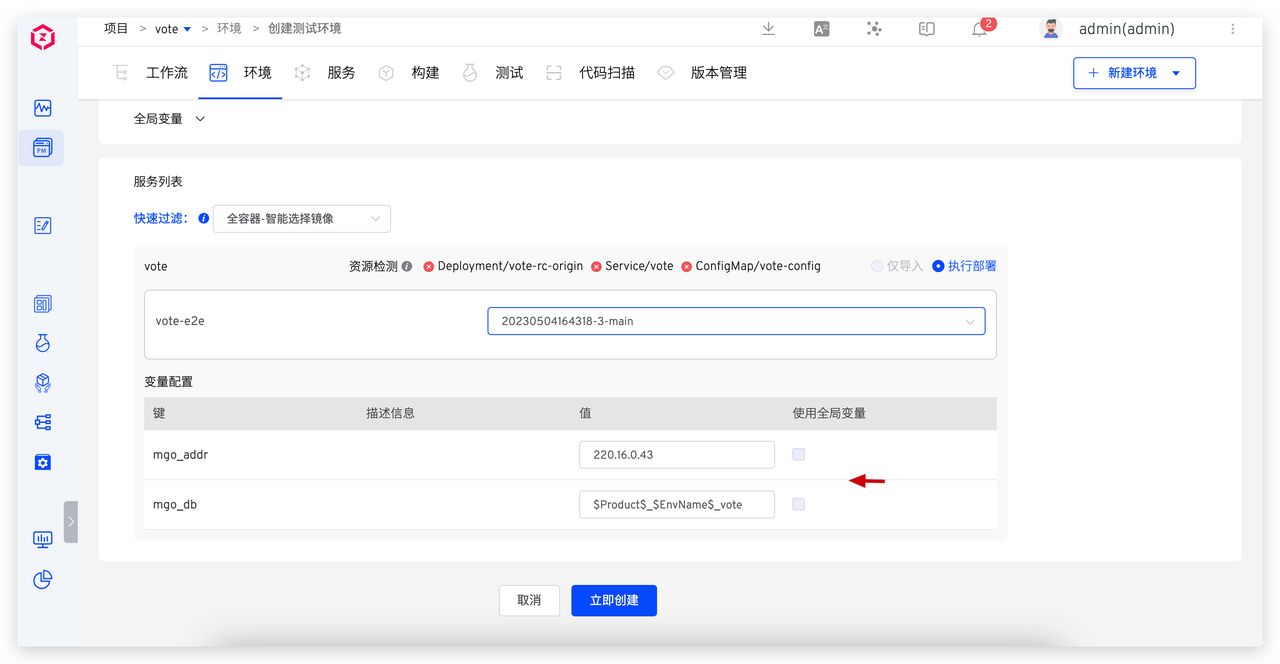 项目 > vote > 环境 > 创建测试环境
2
admin(admin)
工作流 环境 服务 构建 测试 代码扫描 版本管理
+ 新建环境
全局变量
服务列表
快速过滤: 全容器-智能选择镜像
vote 资源检测 Deployment/vote-rc-origin Service/vote ConfigMap/vote-config 仅导入 执行部署
vote-e2e 20230504164318-3-main
变量配置
键 描述信息 值 使用全局变量
mgo_addr 220.16.0.43
mgo_db $Product$_$EnvName$_vote
取消 立即创建